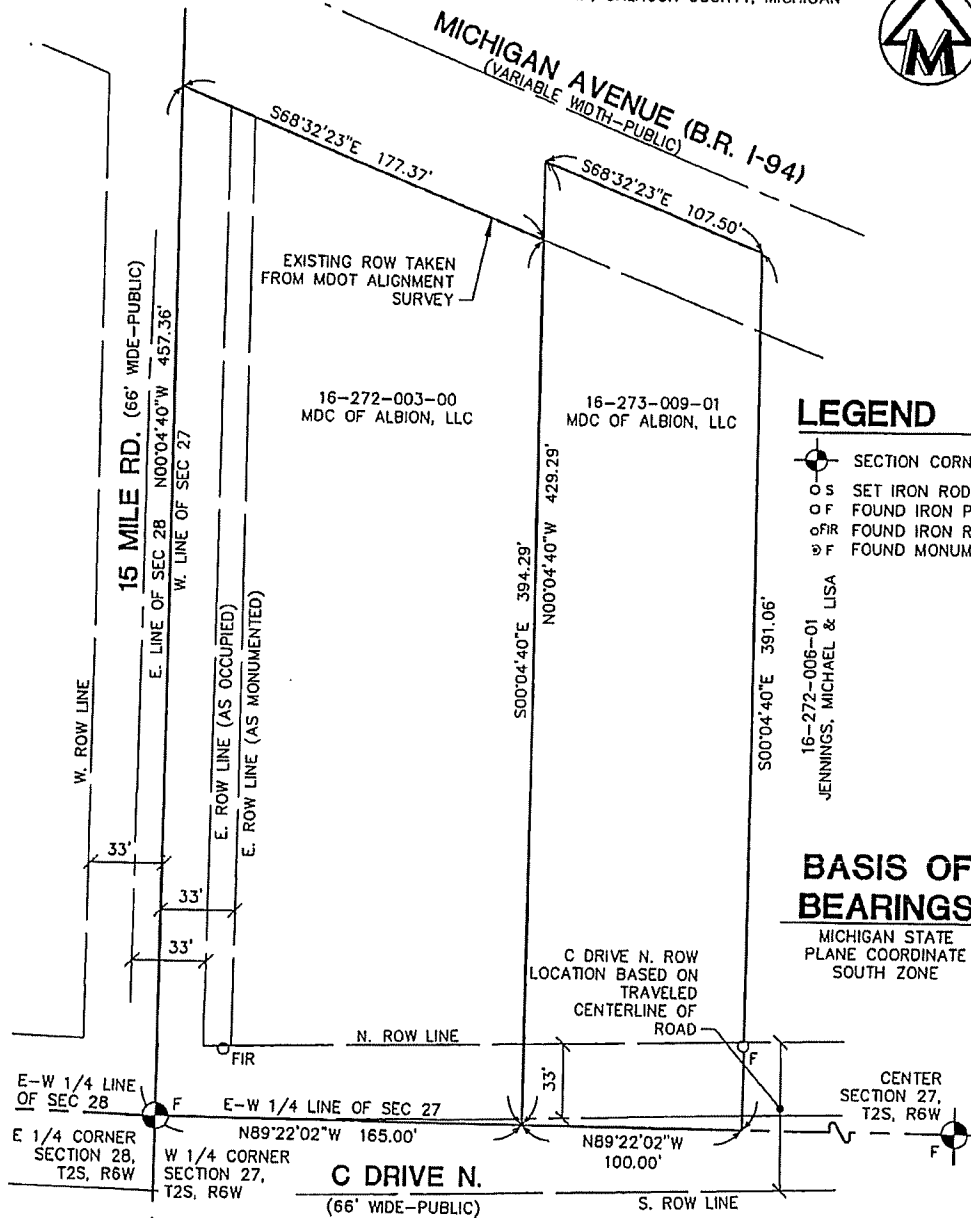 COUNTY, MICHIGAN
M
MICHIGAN AVENUE (B.R. I-94)
(VARIABLE WIDTH-PUBLIC)
S68°32'23"E 177.37'
S68°32'23"E 107.50'
EXISTING ROW TAKEN
FROM MDOT ALIGNMENT
SURVEY
15 MILE RD. (66' WIDE-PUBLIC)
E. LINE OF SEC 28 N00°04'40"W 457.36'
W. LINE OF SEC 27
16-272-003-00
MDC OF ALBION, LLC
16-273-009-01
MDC OF ALBION, LLC
S00°04'40"E 394.29'
N00°04'40"W 429.29'
S00°04'40"E 391.06'
W. ROW LINE
E. ROW LINE (AS OCCUPIED)
E. ROW LINE (AS MONUMENTED)
LEGEND
SECTION CORN
S SET IRON ROD
F FOUND IRON P
FIR FOUND IRON R
F FOUND MONUM
16-272-006-01
JENNINGS, MICHAEL & LISA
33'
33'
33'
BASIS OF
BEARINGS
MICHIGAN STATE
PLANE COORDINATE
SOUTH ZONE
C DRIVE N. ROW
LOCATION BASED ON
TRAVELED
CENTERLINE OF
ROAD
N. ROW LINE
FIR
F
33'
E-W 1/4 LINE
OF SEC 28
F
E-W 1/4 LINE OF SEC 27
CENTER
SECTION 27,
T2S, R6W
F
E 1/4 CORNER
SECTION 28,
T2S, R6W
W 1/4 CORNER
SECTION 27,
T2S, R6W
N89°22'02"W 165.00'
N89°22'02"W
100.00'
C DRIVE N.
(66' WIDE-PUBLIC)
S. ROW LINE